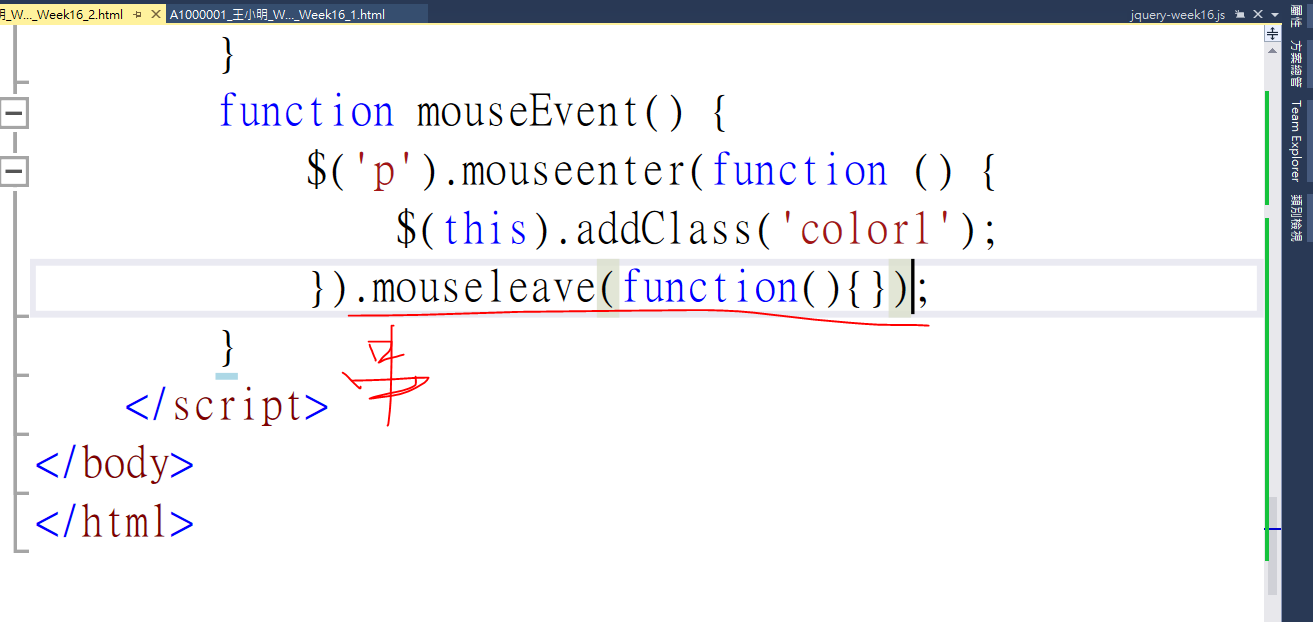 明_W..._Week16_2.html
A1000001_王小明_W..._Week16_1.html
jquery-week16.js
}
function mouseEvent() {
$('p').mouseenter(function () {
$(this).addClass('color1');
}).mouseleave(function(){});
}
</script>
</body>
</html>
屬性
方案總管
Team Explorer
類別檢視